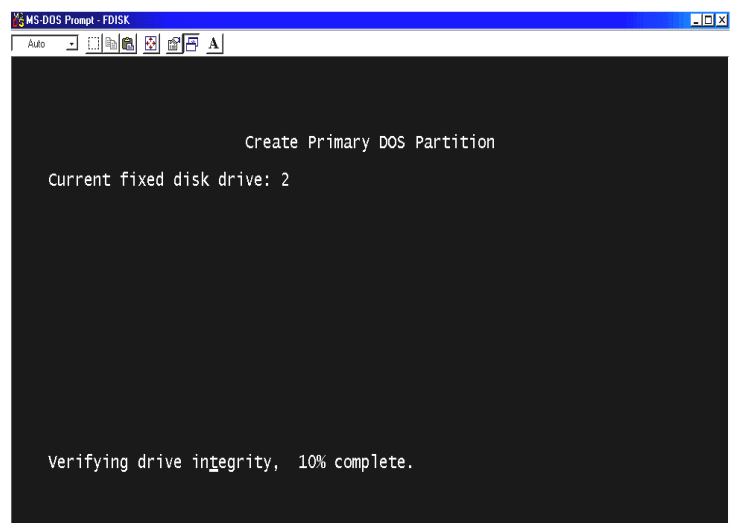 MS-DOS Prompt - FDISK
Auto
A
Create Primary DOS Partition
Current fixed disk drive: 2
Verifying drive integrity, 10% complete.